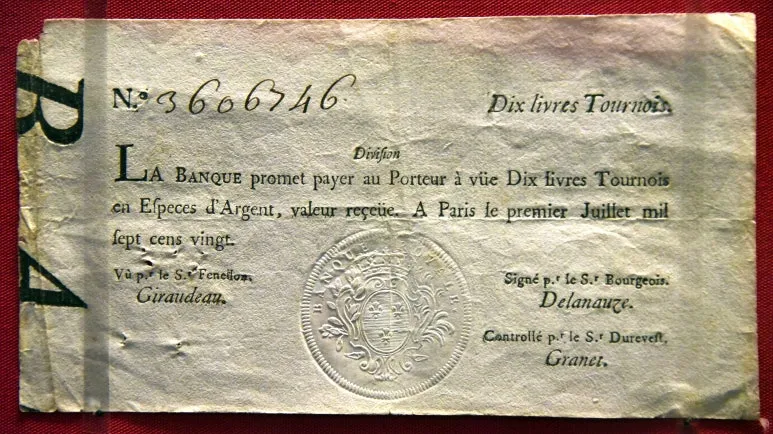 B
A
N.º 3606746 Dix livres Tournois.
Division
LA BANQUE promet payer au Porteur à vüe Dix livres Tournois
en Especes d'Argent, valeur reçeüe. A Paris le premier Juillet mil
sept cens vingt.
Vû p.r le S.r Fenellon.
Giraudeau.
Signé p.r le S.r Bourgeois.
Delanauze.
Controllé p.r le S.r Durevest.
Granet.
BANQUE ROYALE